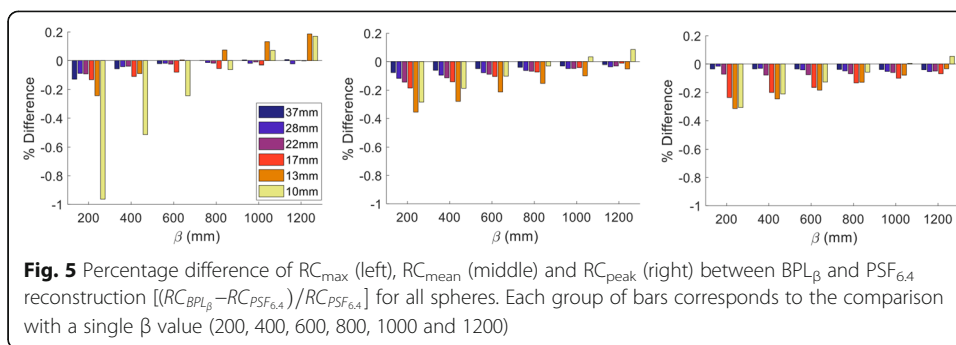 0.2
0
-0.2
-0.4
-0.6
-0.8
-1
% Difference
200 400 600 800 1000 1200
β (mm)
37mm
28mm
22mm
17mm
13mm
10mm
0.2
0
-0.2
-0.4
-0.6
-0.8
-1
% Difference
200 400 600 800 1000 1200
β (mm)
0.2
0
-0.2
-0.4
-0.6
-0.8
-1
% Difference
200 400 600 800 1000 1200
β (mm)
Fig. 5 Percentage difference of RCmax (left), RCmean (middle) and RCpeak (right) between BPLβ and PSF6.4
reconstruction [(RCBPLβ−RCPSF6.4)/RCPSF6.4] for all spheres. Each group of bars corresponds to the comparison
with a single β value (200, 400, 600, 800, 1000 and 1200)